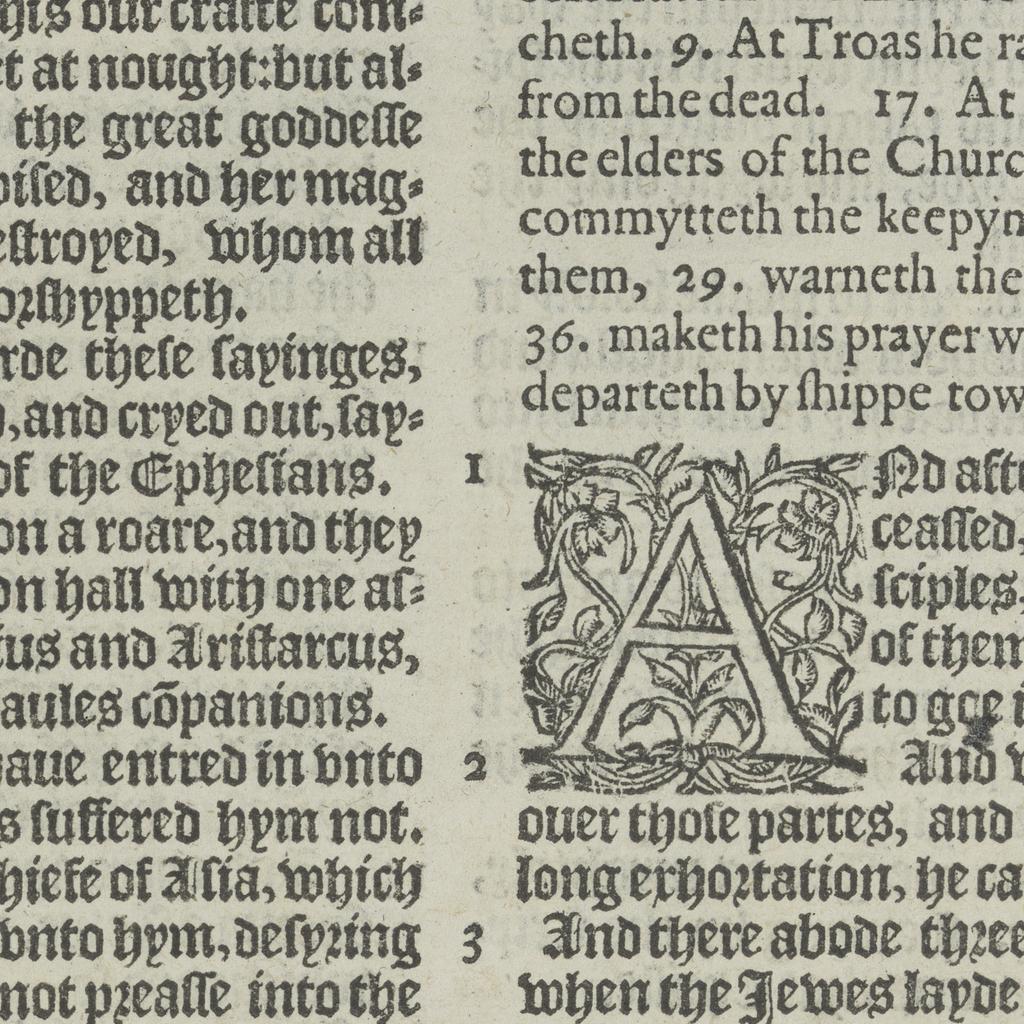 his our crafte com⸗
et at nought:but al⸗
the great goddeſſe
piſed, and her mag⸗
eſtroyed, whom all
orſhyppeth.
rde theſe ſayinges,
),and cryed out,ſay⸗
of the Epheſians.
on a roare,and they
on hall with one aſ⸗
tus and Ariſtarcus,
aules cõpanions.
haue entred in vnto
s ſuffered hym not.
hiefe of Aſia, which
vnto hym,deſyring
not preaſſe into the
cheth. 9. At Troas he ra
from the dead. 17. At
the elders of the Churc
commytteth the keepyn
them, 29. warneth the
36. maketh his prayer w
departeth by ſhippe tow
1 ANd afte
ceaſſed,
ſciples,
of them
to goe i
2 And w
ouer thoſe partes, and
long exhortation, he ca
3 And there abode three
when the Jewes layde